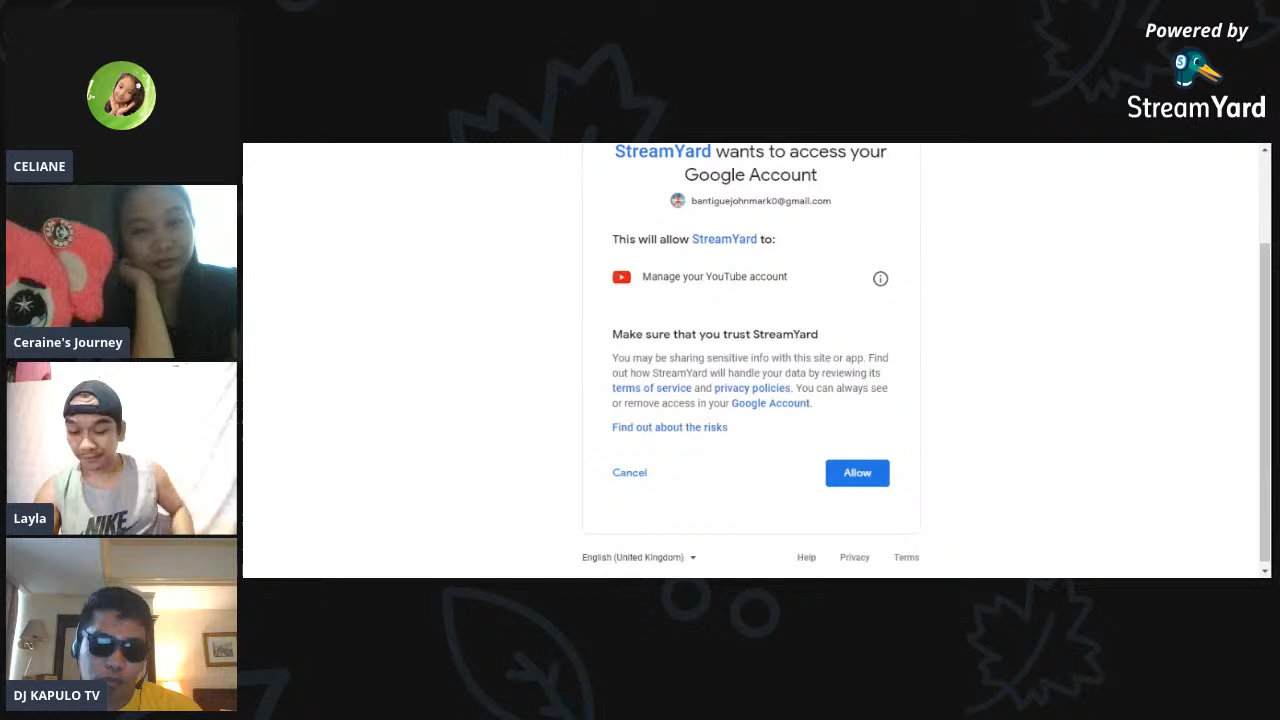 Powered by
StreamYard
CELIANE
Ceraine's Journey
Layla
NIKE
DJ KAPULO TV
StreamYard wants to access your
Google Account
bantiguejohnmark0@gmail.com
This will allow StreamYard to:
Manage your YouTube account
Make sure that you trust StreamYard
You may be sharing sensitive info with this site or app. Find
out how StreamYard will handle your data by reviewing its
terms of service and privacy policies. You can always see
or remove access in your Google Account.
Find out about the risks
Cancel
Allow
English (United Kingdom)
Help
Privacy
Terms